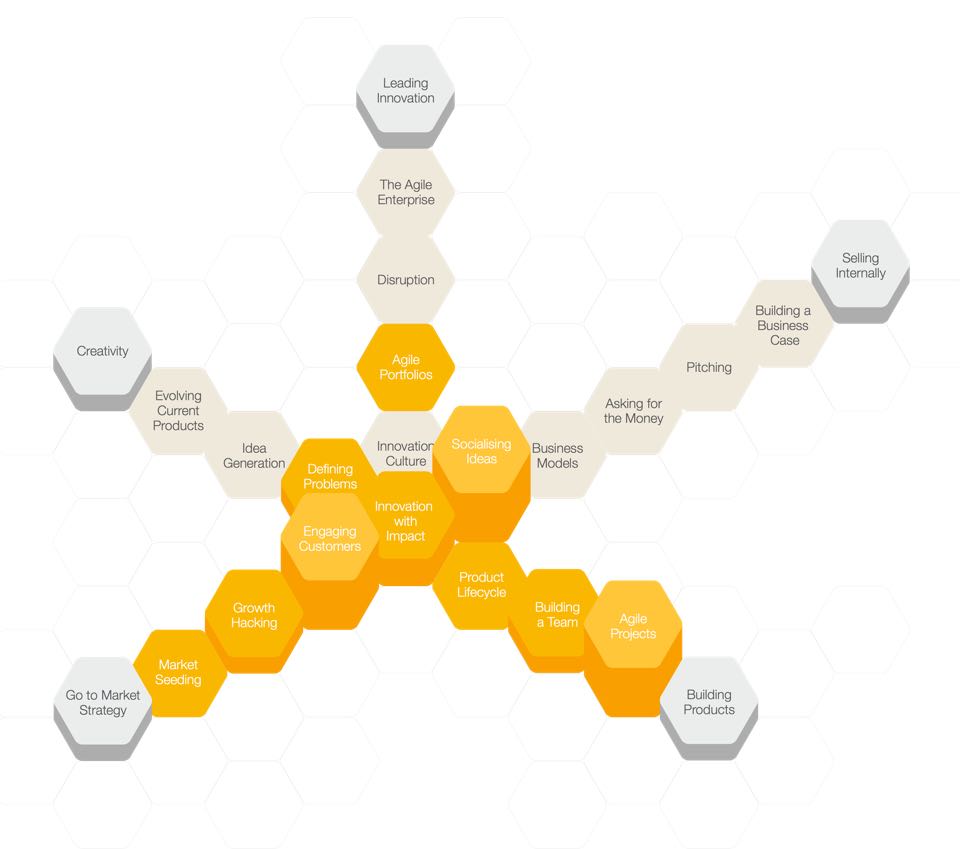 Leading
Innovation
The Agile
Enterprise
Selling
Internally
Disruption
Building a
Business
Case
Creativity
Agile
Portfolios
Pitching
Evolving
Current
Products
Asking for
the Money
Idea
Generation
Defining
Problems
Innovation
Culture
Socialising
Ideas
Business
Models
Engaging
Customers
Innovation
with
Impact
Product
Lifecycle
Growth
Hacking
Building
a Team
Agile
Projects
Market
Seeding
Go to Market
Strategy
Building
Products